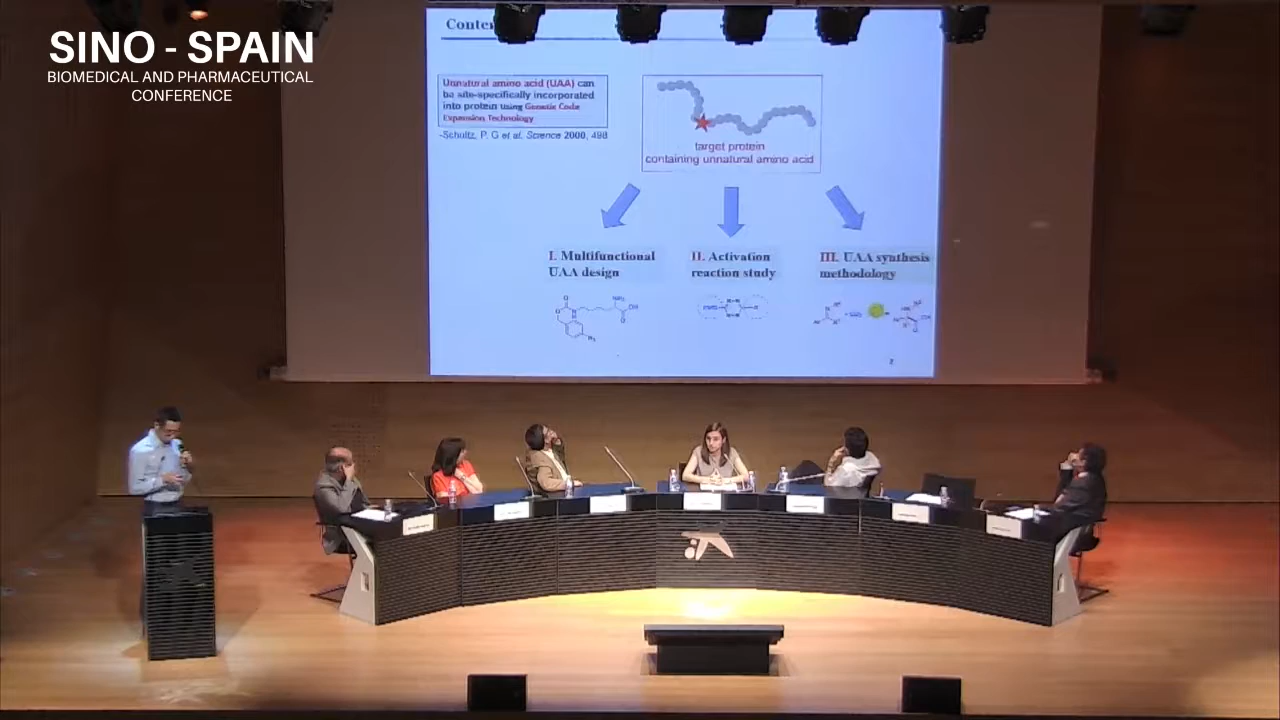 SINO - SPAIN
BIOMEDICAL AND PHARMACEUTICAL
CONFERENCE
Unnatural amino acid (UAA) can
be site-specifically incorporated
into protein using Genetic Code
Expansion Technology
-Schultz, P. G et al. Science 2000, 498
target protein
containing unnatural amino acid
I. Multifunctional
UAA design
II. Activation
reaction study
III. UAA synthesis
methodology
2